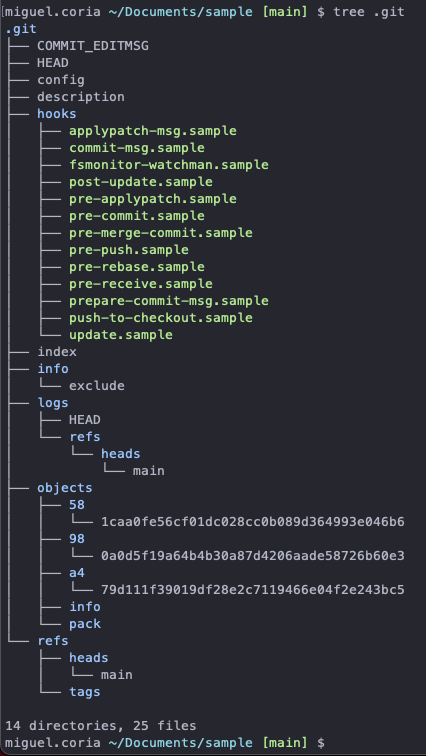 miguel.coria ~/Documents/sample [main] $ tree .git
.git
├── COMMIT_EDITMSG
├── HEAD
├── config
├── description
├── hooks
│   ├── applypatch-msg.sample
│   ├── commit-msg.sample
│   ├── fsmonitor-watchman.sample
│   ├── post-update.sample
│   ├── pre-applypatch.sample
│   ├── pre-commit.sample
│   ├── pre-merge-commit.sample
│   ├── pre-push.sample
│   ├── pre-rebase.sample
│   ├── pre-receive.sample
│   ├── prepare-commit-msg.sample
│   ├── push-to-checkout.sample
│   └── update.sample
├── index
├── info
│   └── exclude
├── logs
│   ├── HEAD
│   └── refs
│       └── heads
│           └── main
├── objects
│   ├── 58
│   │   └── 1caa0fe56cf01dc028cc0b089d364993e046b6
│   ├── 98
│   │   └── 0a0d5f19a64b4b30a87d4206aade58726b60e3
│   ├── a4
│   │   └── 79d111f39019df28e2c7119466e04f2e243bc5
│   ├── info
│   └── pack
└── refs
    ├── heads
    │   └── main
    └── tags

14 directories, 25 files
miguel.coria ~/Documents/sample [main] $